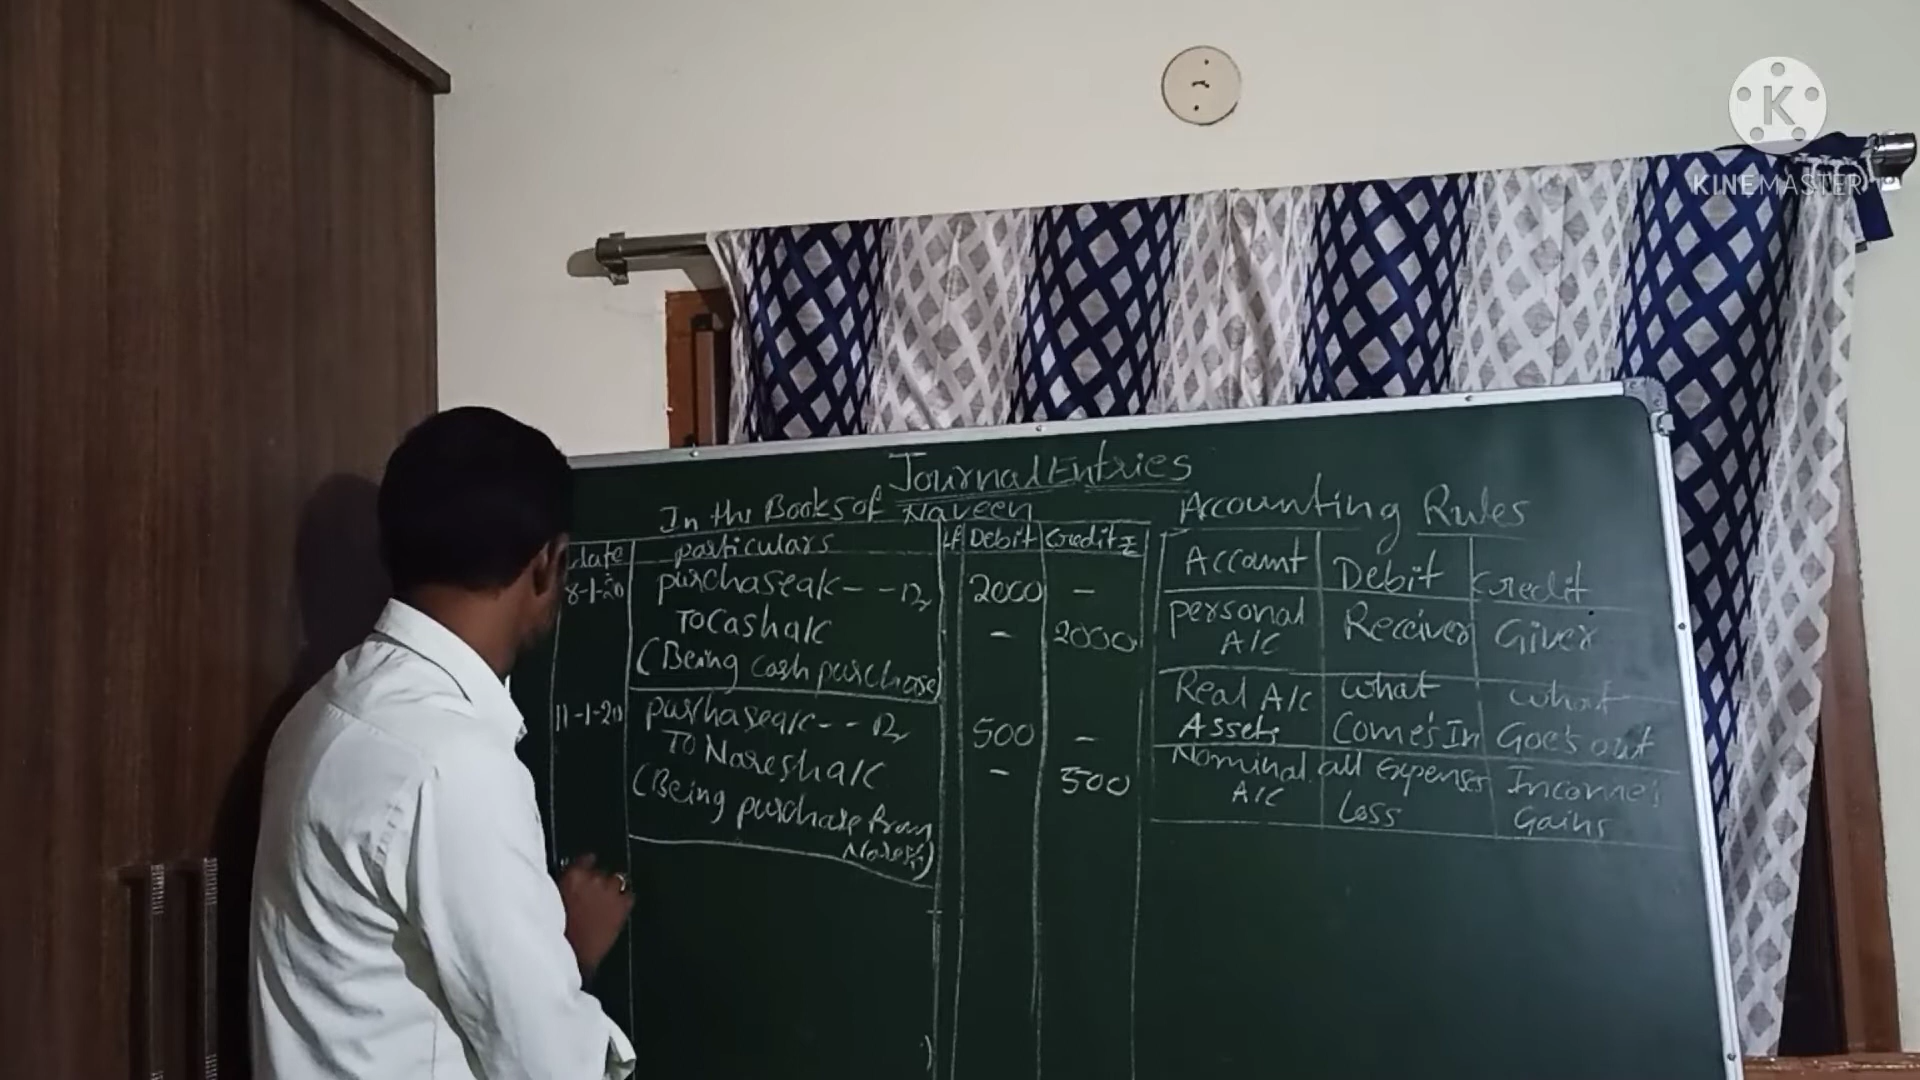 K
KINEMASTER
Journal Entries
In the Books of Naveen
date particulars LF Debit Credit ₹
8-1-20 purchase a/c - - Dr 2000 -
To Cash a/c - 2000
(Being cash purchase)
11-1-20 purchase a/c - - Dr 500 -
To Naresh a/c - 500
(Being purchase from
Naresh)
Accounting Rules
Account Debit Credit
personal Receiver Giver
A/C
Real A/C what what
Assets Come's In Goe's out
Nominal all expenses Income's
A/C Loss Gains